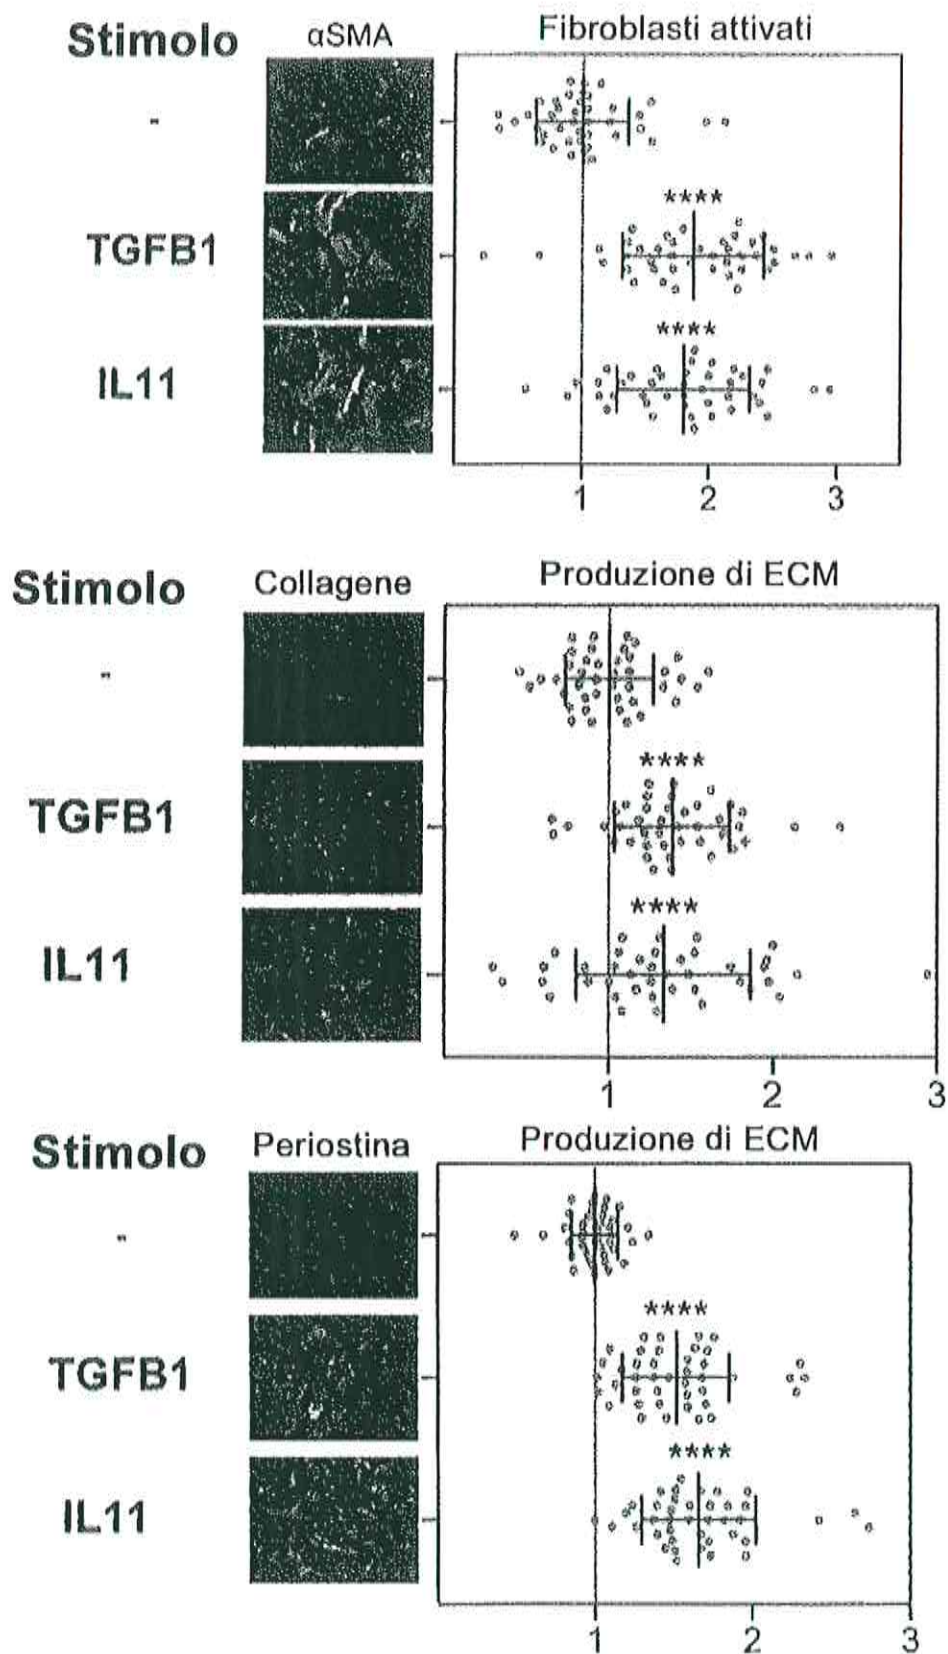 Stimolo αSMA Fibroblasti attivati
-
****
TGFB1
****
IL11
1 2 3
Stimolo Collagene Produzione di ECM
-
****
TGFB1
****
IL11
1 2 3
Stimolo Periostina Produzione di ECM
-
****
TGFB1
****
IL11
1 2 3